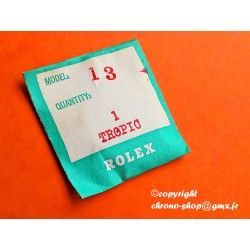 MODEL: 13
QUANTITY:
1
TROPIC
ROLEX
©copyright
chrono-shop@gmx.fr